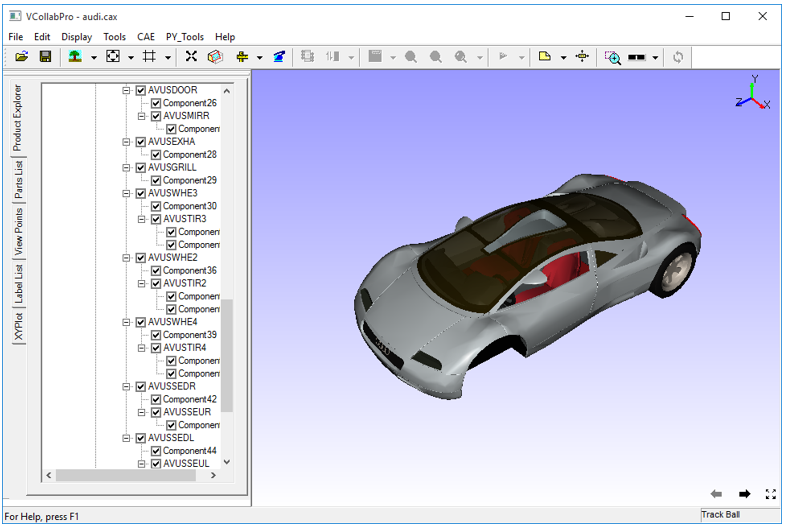 VCollabPro - audi.cax
File Edit Display Tools CAE PY_Tools Help
Product Explorer
Parts List
View Points
Label List
XYPlot
AVUSDOOR
Component26
AVUSMIRR
Componen
AVUSEXHA
Component28
AVUSGRILL
Component29
AVUSWHE3
Component30
AVUSTIR3
Componen
Componen
AVUSWHE2
Component36
AVUSTIR2
Componen
Componen
AVUSWHE4
Component39
AVUSTIR4
Componen
Componen
AVUSSEDR
Component42
AVUSSEUR
Componen
AVUSSEDL
Component44
AVUSSEUL
Y
Z
X
For Help, press F1
Track Ball